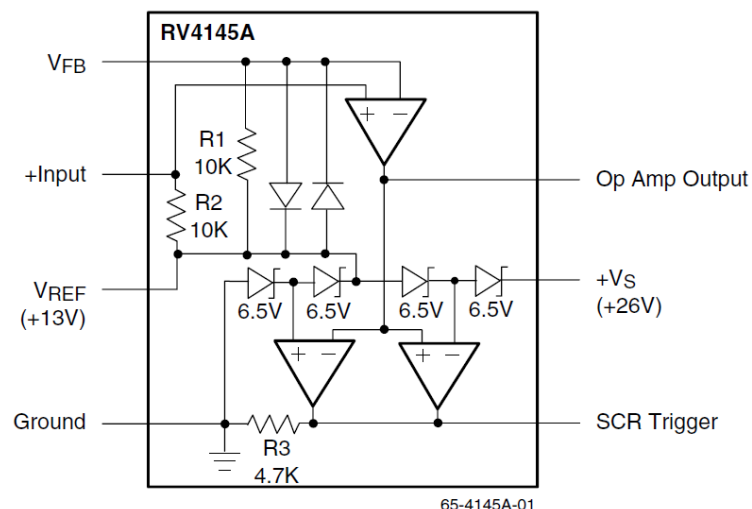 RV4145A
VFB
R1
10K
+Input
R2
10K
Op Amp Output
VREF
(+13V)
6.5V
6.5V
6.5V
6.5V
+VS
(+26V)
+
−
+
−
+
−
Ground
R3
4.7K
SCR Trigger
65-4145A-01